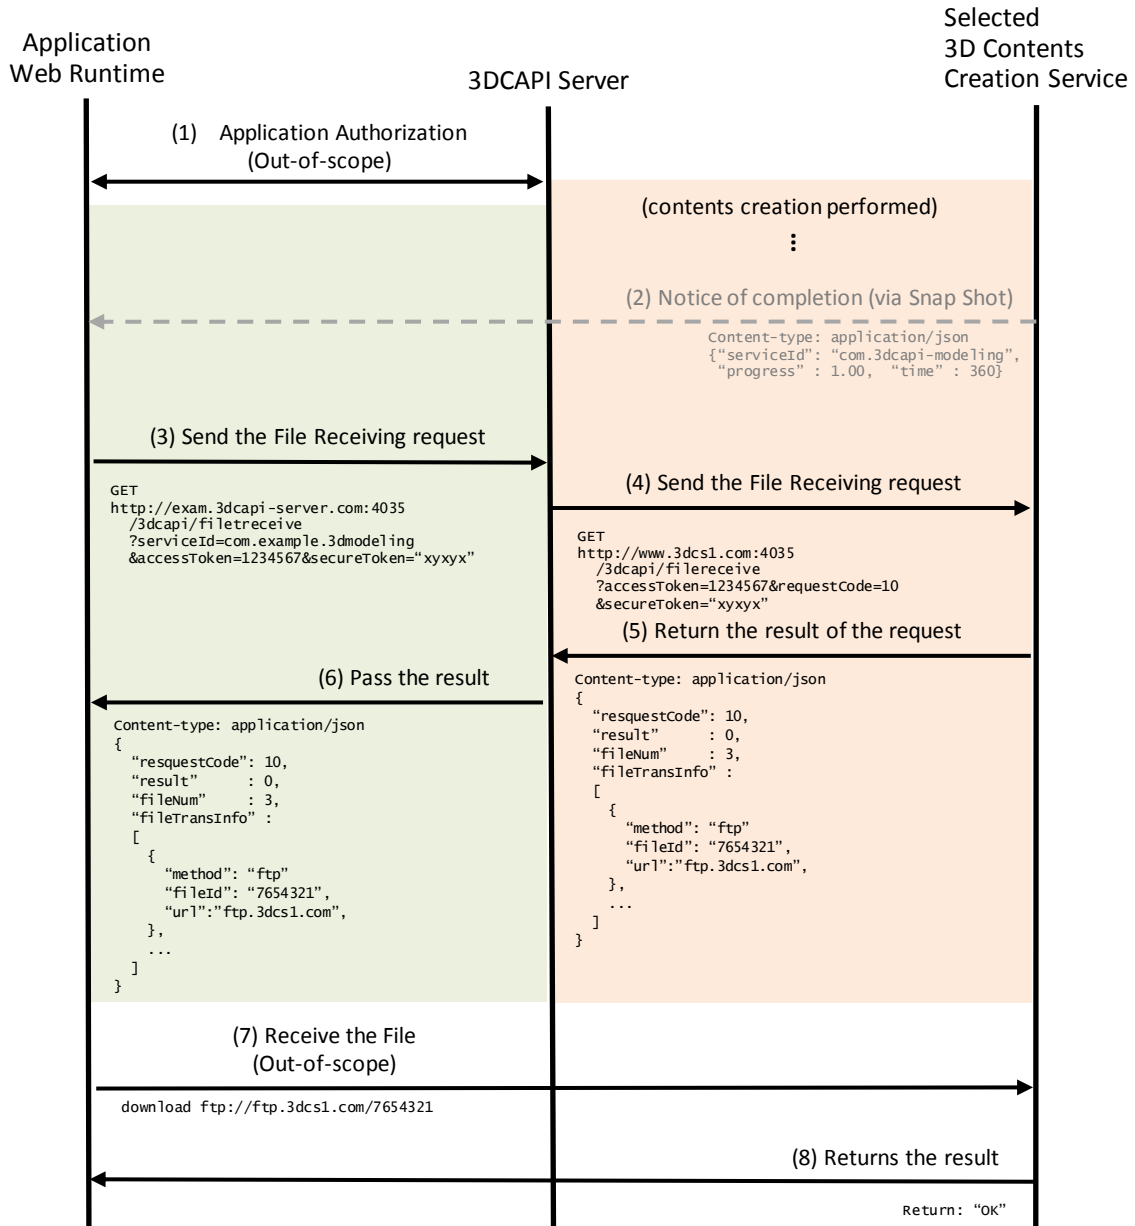 Application
Web Runtime
3DCAPI Server
Selected
3D Contents
Creation Service
(1) Application Authorization
(Out-of-scope)
(contents creation performed)
⋮
(2) Notice of completion (via Snap Shot)
Content-type: application/json
{“serviceId”: “com.3dcapi-modeling”,
“progress” : 1.00, “time” : 360}
(3) Send the File Receiving request
GET
http://exam.3dcapi-server.com:4035
/3dcapi/filetreceive
?serviceId=com.example.3dmodeling
&accessToken=1234567&secureToken=“xyxyx”
(4) Send the File Receiving request
GET
http://www.3dcs1.com:4035
/3dcapi/filereceive
?accessToken=1234567&requestCode=10
&secureToken=“xyxyx”
(5) Return the result of the request
Content-type: application/json
{
“resquestCode”: 10,
“result” : 0,
“fileNum” : 3,
“fileTransInfo” :
[
{
“method”: “ftp”
“fileId”: “7654321”,
“url”:”ftp.3dcs1.com”,
},
...
]
}
(6) Pass the result
Content-type: application/json
{
“resquestCode”: 10,
“result” : 0,
“fileNum” : 3,
“fileTransInfo” :
[
{
“method”: “ftp”
“fileId”: “7654321”,
“url”:”ftp.3dcs1.com”,
},
...
]
}
(7) Receive the File
(Out-of-scope)
download ftp://ftp.3dcs1.com/7654321
(8) Returns the result
Return: “OK”